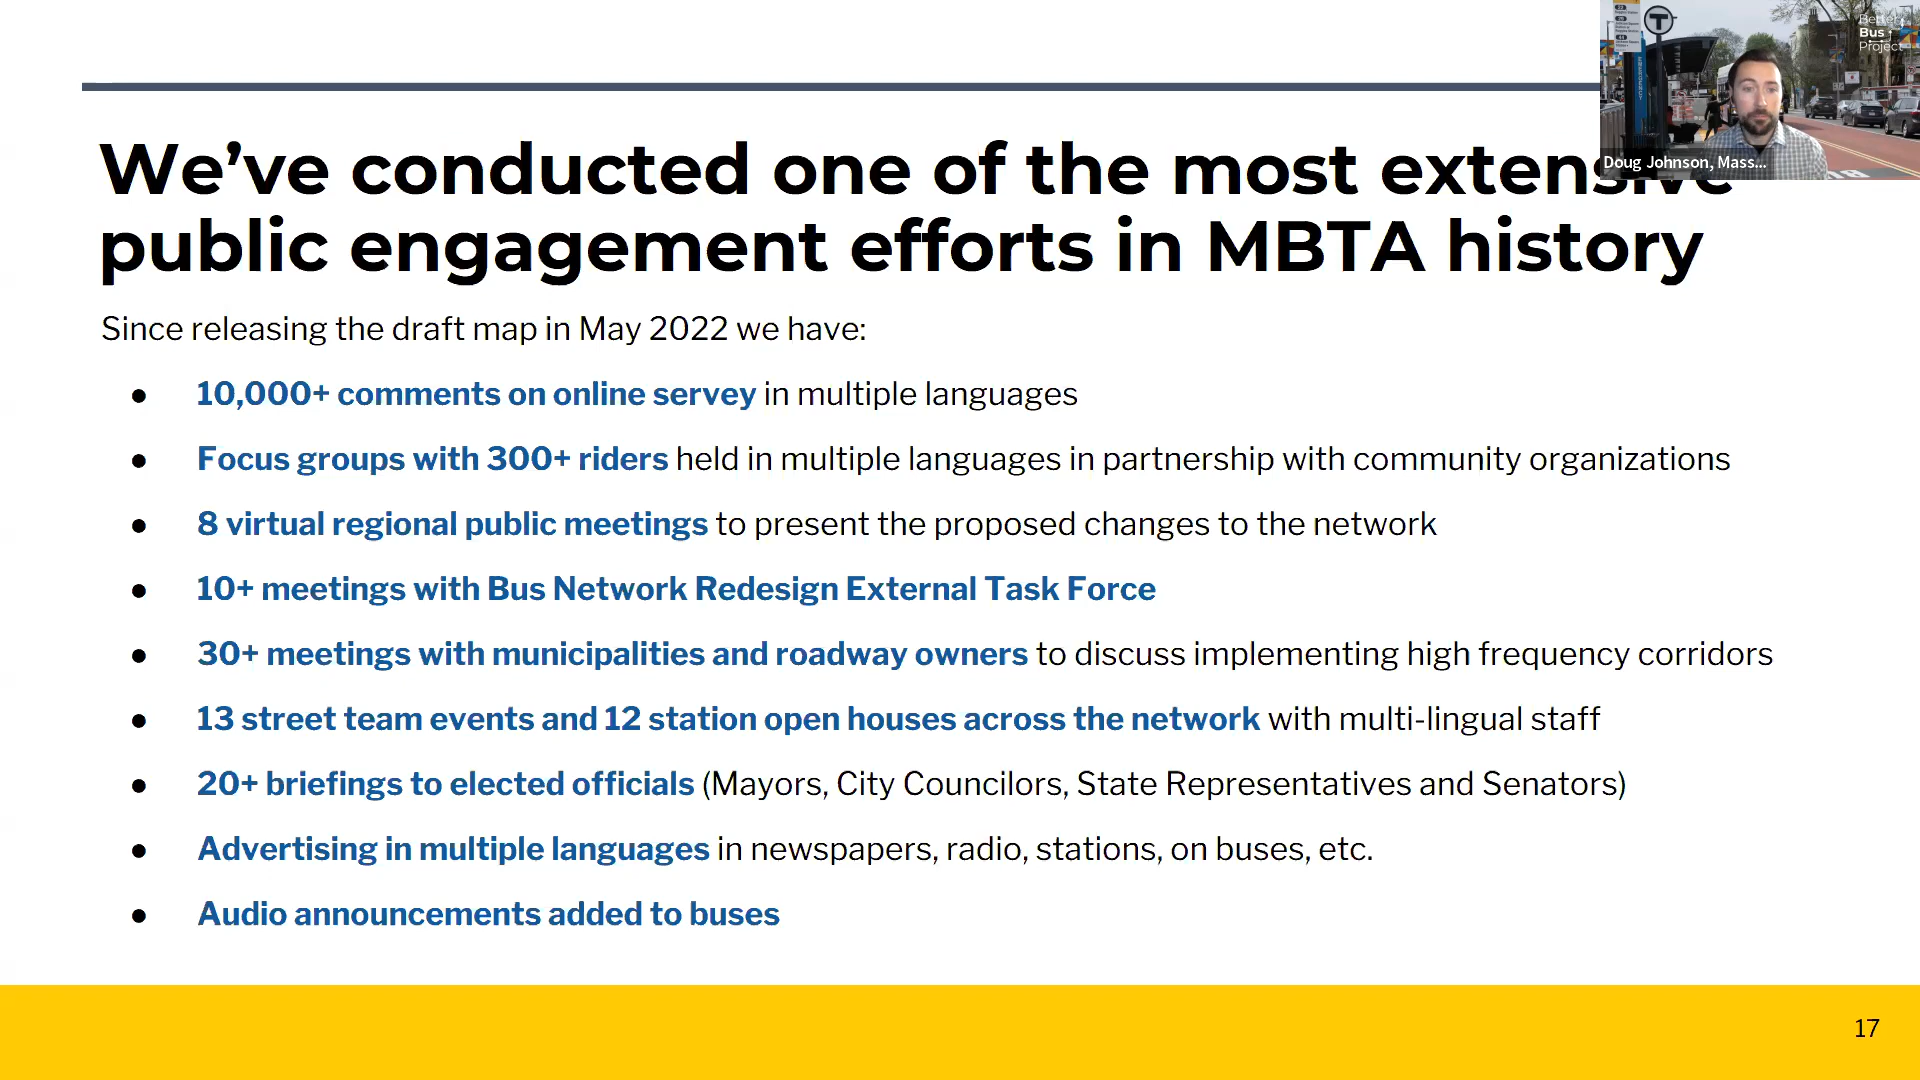 Better
Bus
Project
Doug Johnson, Mass...
We've conducted one of the most extensive
public engagement efforts in MBTA history
Since releasing the draft map in May 2022 we have:
● 10,000+ comments on online servey in multiple languages
● Focus groups with 300+ riders held in multiple languages in partnership with community organizations
● 8 virtual regional public meetings to present the proposed changes to the network
● 10+ meetings with Bus Network Redesign External Task Force
● 30+ meetings with municipalities and roadway owners to discuss implementing high frequency corridors
● 13 street team events and 12 station open houses across the network with multi-lingual staff
● 20+ briefings to elected officials (Mayors, City Councilors, State Representatives and Senators)
● Advertising in multiple languages in newspapers, radio, stations, on buses, etc.
● Audio announcements added to buses
17